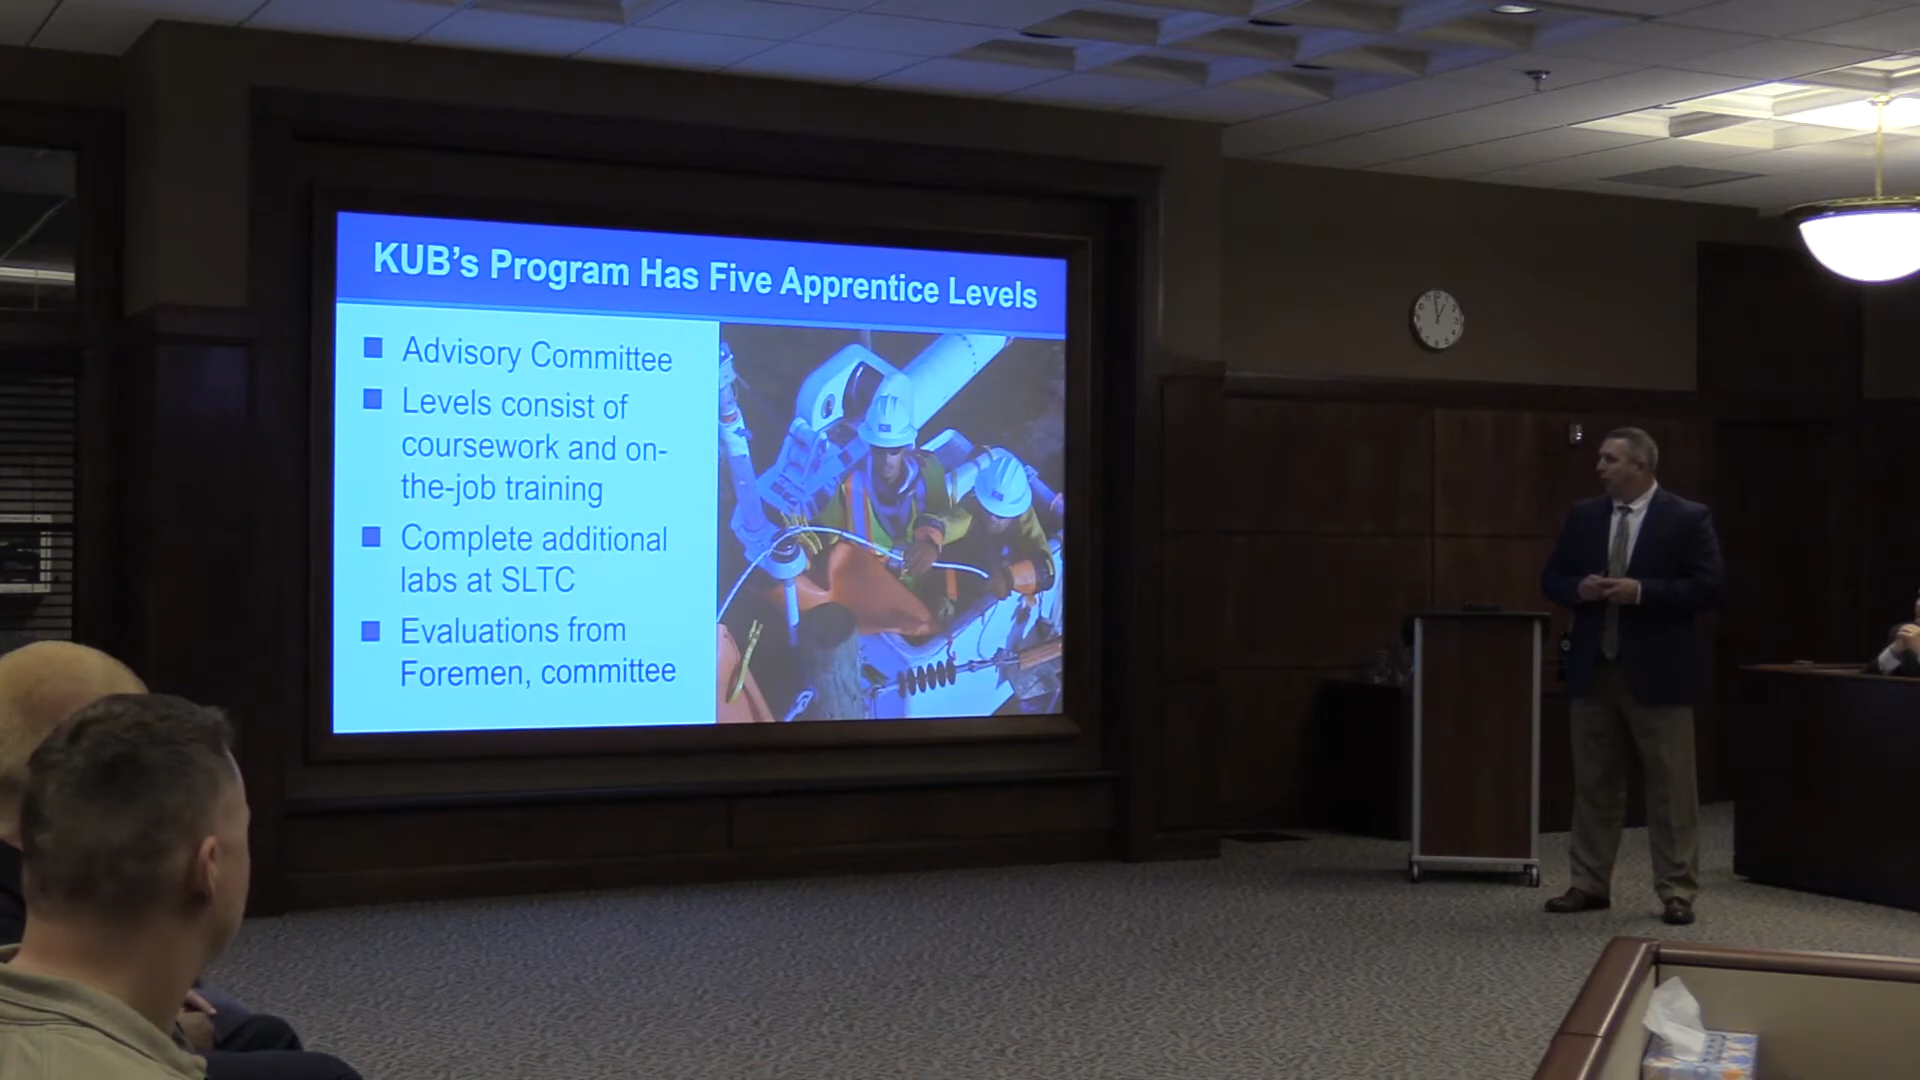 KUB's Program Has Five Apprentice Levels
Advisory Committee
Levels consist of
coursework and on-
the-job training
Complete additional
labs at SLTC
Evaluations from
Foremen, committee